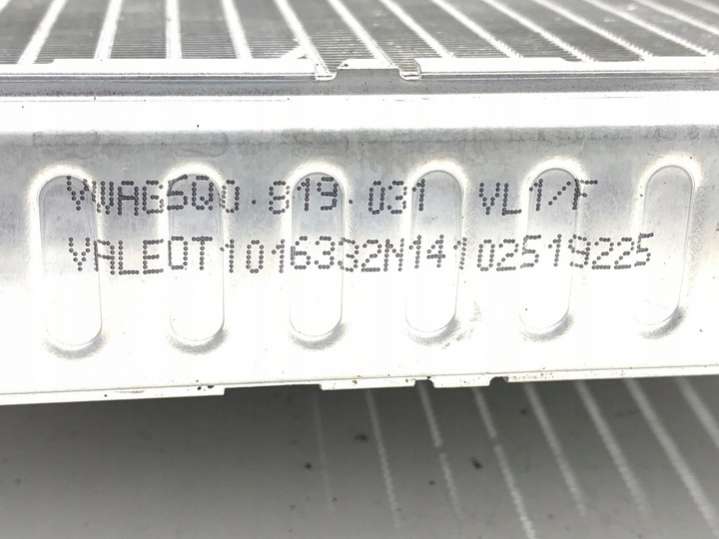 VWAG5Q0.819.031 VL1/F
VALEOT1016332N14102519225